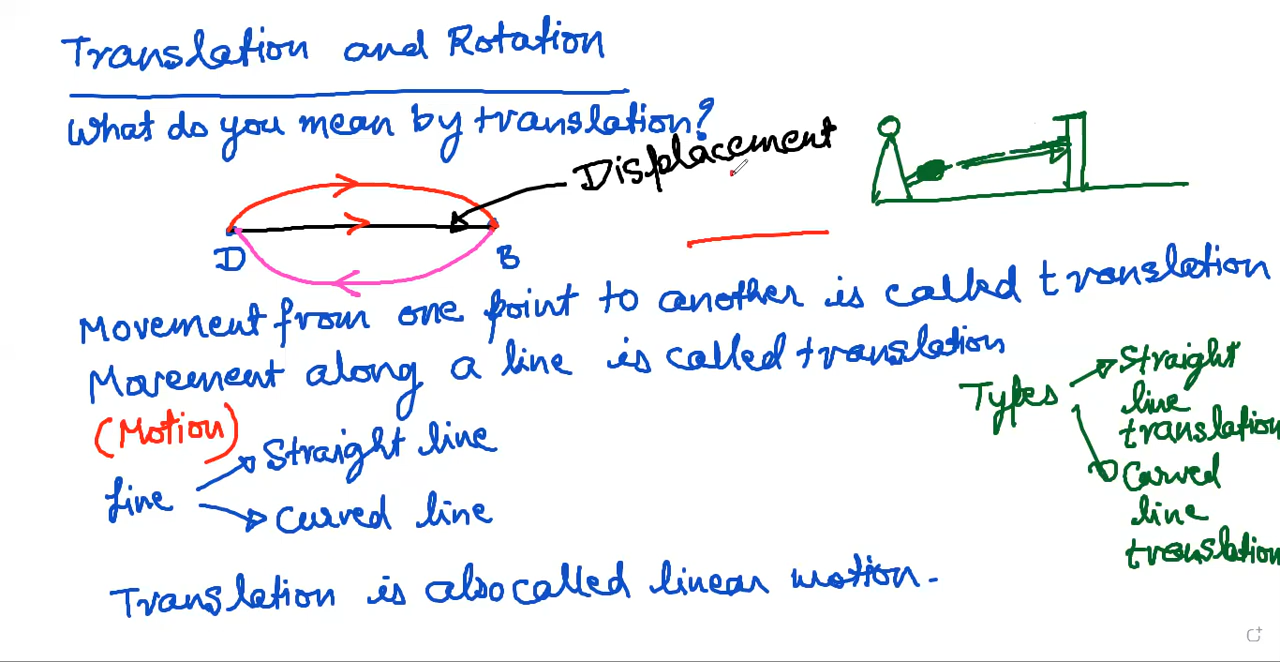 Translation and Rotation
What do you mean by translation?
Displacement
D
B
Movement from one point to another is called translation
Movement along a line is called translation
(Motion)
Line
Straight line
Curved line
Types
Straight
line
translation
Curved
line
translation
Translation is also called linear motion.